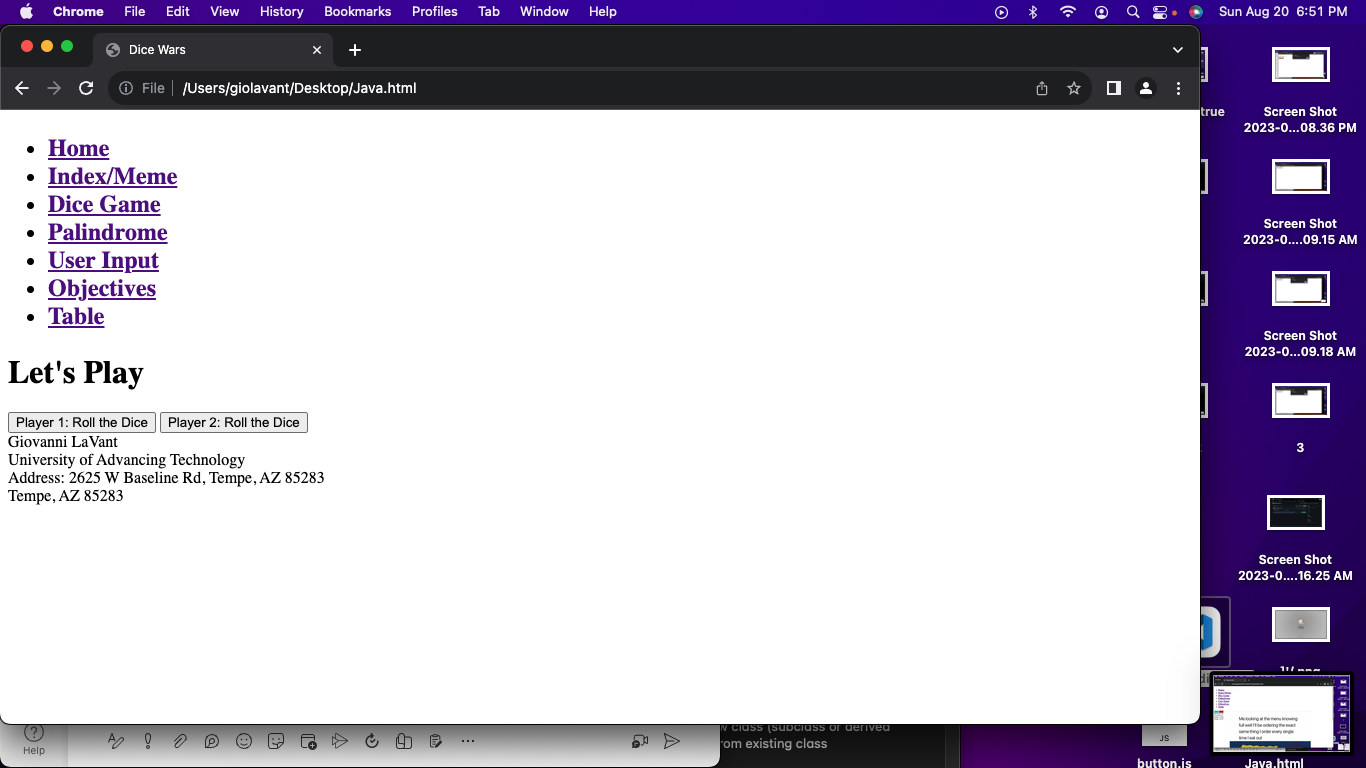 Chrome File Edit View History Bookmarks Profiles Tab Window Help Sun Aug 20 6:51 PM
Dice Wars
File /Users/giolavant/Desktop/Java.html
Home
Index/Meme
Dice Game
Palindrome
User Input
Objectives
Table
Let's Play
Player 1: Roll the Dice Player 2: Roll the Dice
Giovanni LaVant
University of Advancing Technology
Address: 2625 W Baseline Rd, Tempe, AZ 85283
Tempe, AZ 85283
true
Screen Shot
2023-0...08.36 PM
Screen Shot
2023-0....09.15 AM
Screen Shot
2023-0...09.18 AM
3
Screen Shot
2023-0....16.25 AM
Help
class (subclass or derived
from existing class
Me looking at the menu knowing
full well I'll be ordering the exact
same thing I order every single
time I eat out
JS
button.js
Java.html